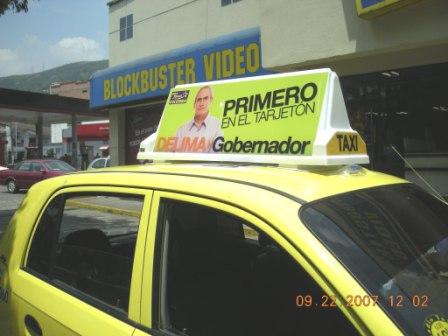 BLOCKBUSTER VIDEO
PRIMERO
EN EL TARJETÓN
DELIMA Gobernador
TAXI
09.22.2007 12 02